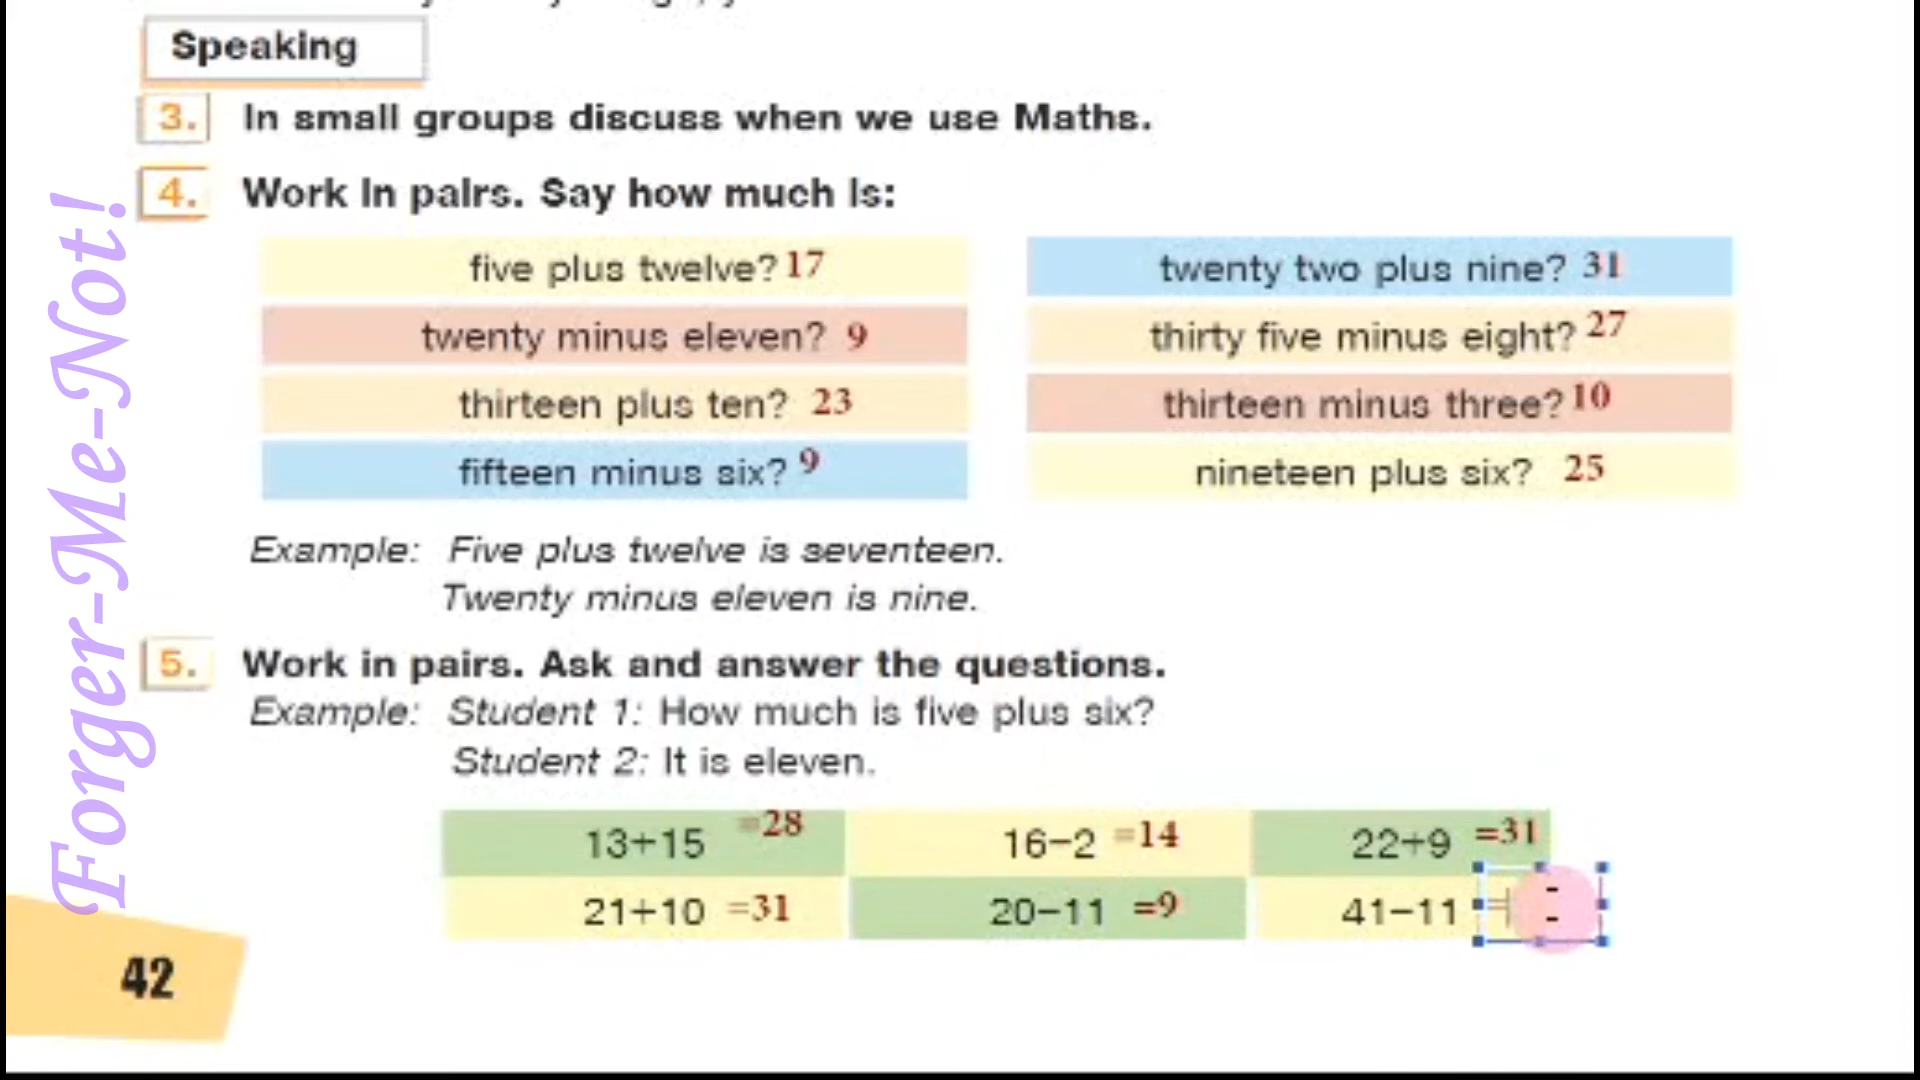 Speaking
3. In small groups discuss when we use Maths.
4. Work in pairs. Say how much is:
five plus twelve? 17
twenty two plus nine? 31
twenty minus eleven? 9
thirty five minus eight? 27
thirteen plus ten? 23
thirteen minus three? 10
fifteen minus six? 9
nineteen plus six? 25
Example: Five plus twelve is seventeen.
Twenty minus eleven is nine.
5. Work in pairs. Ask and answer the questions.
Example: Student 1: How much is five plus six?
Student 2: It is eleven.
13+15 =28
16−2 =14
22+9 =31
21+10 =31
20−11 =9
41−11 =
42
Forger-Me-Not!